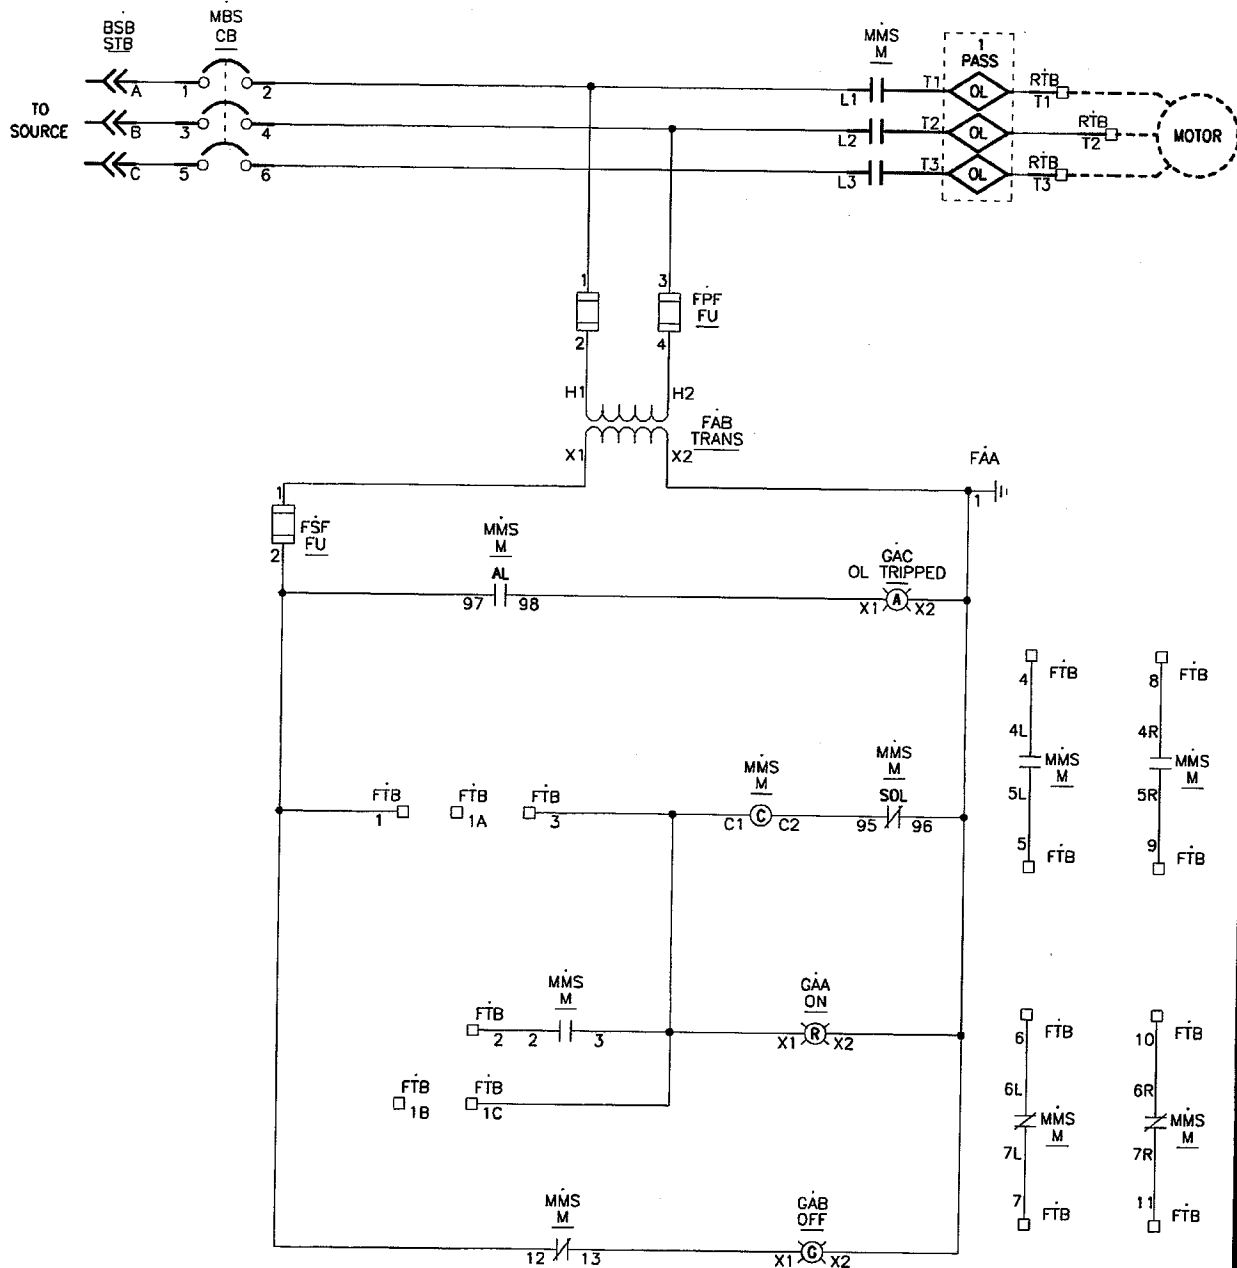 BSB
STB
MBS
CB
MMS
M
1
PASS
TO
SOURCE
A
1
2
L1
T1
OL
RTB
T1
B
3
4
L2
T2
OL
RTB
T2
MOTOR
C
5
6
L3
T3
OL
RTB
T3
1
3
FPF
FU
2
4
H1
H2
FAB
TRANS
X1
X2
FAA
1
1
FSF
FU
2
MMS
M
AL
97
98
GAC
OL TRIPPED
X1
A
X2
FTB
1
FTB
1A
FTB
3
MMS
M
C1
C
C2
MMS
M
SOL
95
96
4
FTB
4L
MMS
M
5L
5
FTB
8
FTB
4R
MMS
M
5R
9
FTB
FTB
2
2
MMS
M
3
GAA
ON
X1
R
X2
FTB
1B
FTB
1C
6
FTB
6L
MMS
M
7L
7
FTB
10
FTB
6R
MMS
M
7R
11
FTB
MMS
M
12
13
GAB
OFF
X1
G
X2